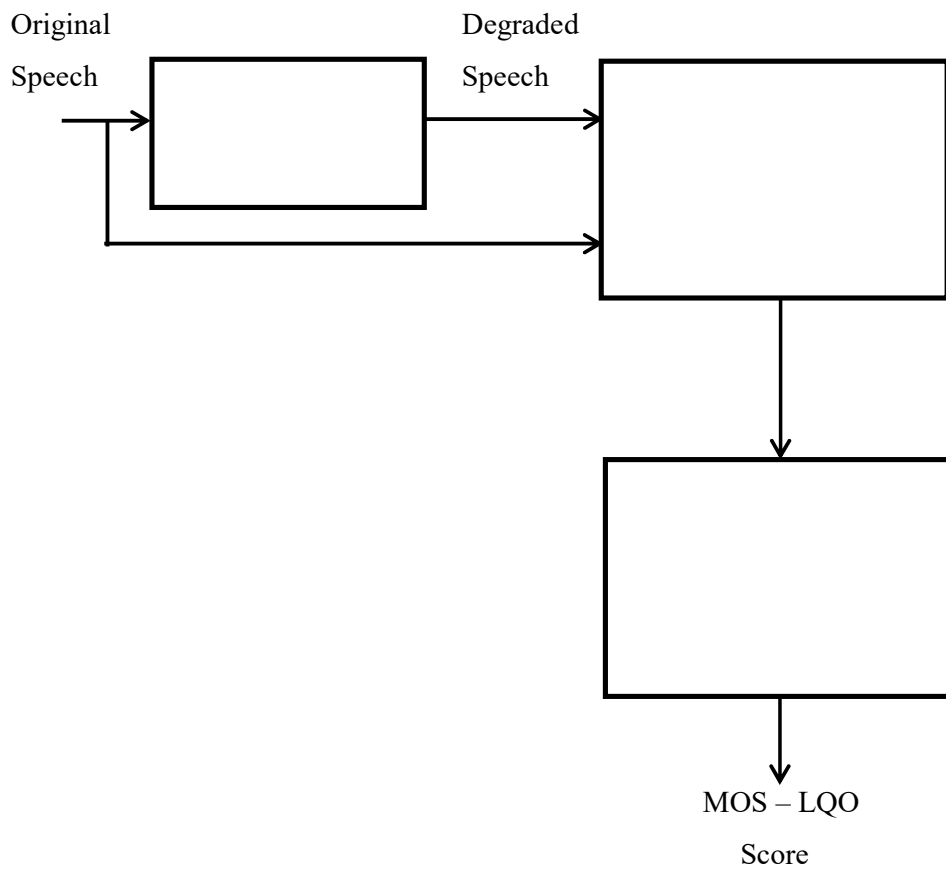 Original
Speech
Degraded
Speech
MOS – LQO
Score